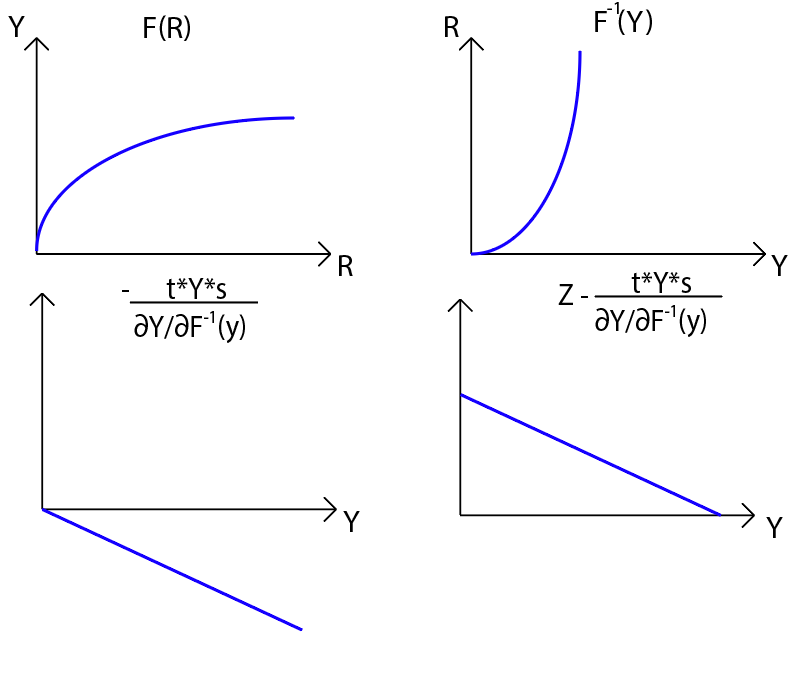 Y
F(R)
R
R
F⁻¹(Y)
Y
- t*Y*s
∂Y/∂F⁻¹(y)
Y
Z - t*Y*s
∂Y/∂F⁻¹(y)
Y